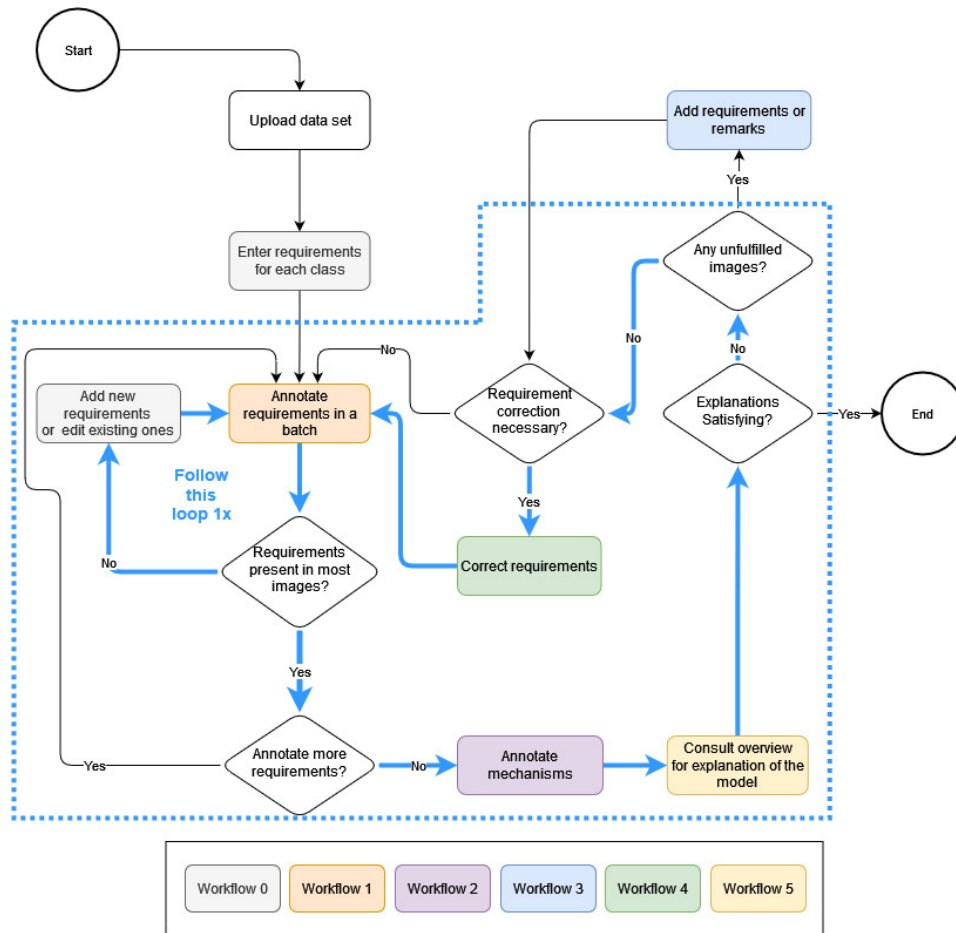 Start
Upload data set
Add requirements or
remarks
Yes
Enter requirements
for each class
Any unfulfilled
images?
No
No
No
Add new
requirements
or edit existing ones
Annotate
requirements in a
batch
Requirement
correction
necessary?
Explanations
Satisfying?
Yes
End
Follow
this
loop 1x
Yes
No
Requirements
present in most
images?
Correct requirements
Yes
Yes
Annotate more
requirements?
No
Annotate
mechanisms
Consult overview
for explanation of the
model
Workflow 0
Workflow 1
Workflow 2
Workflow 3
Workflow 4
Workflow 5